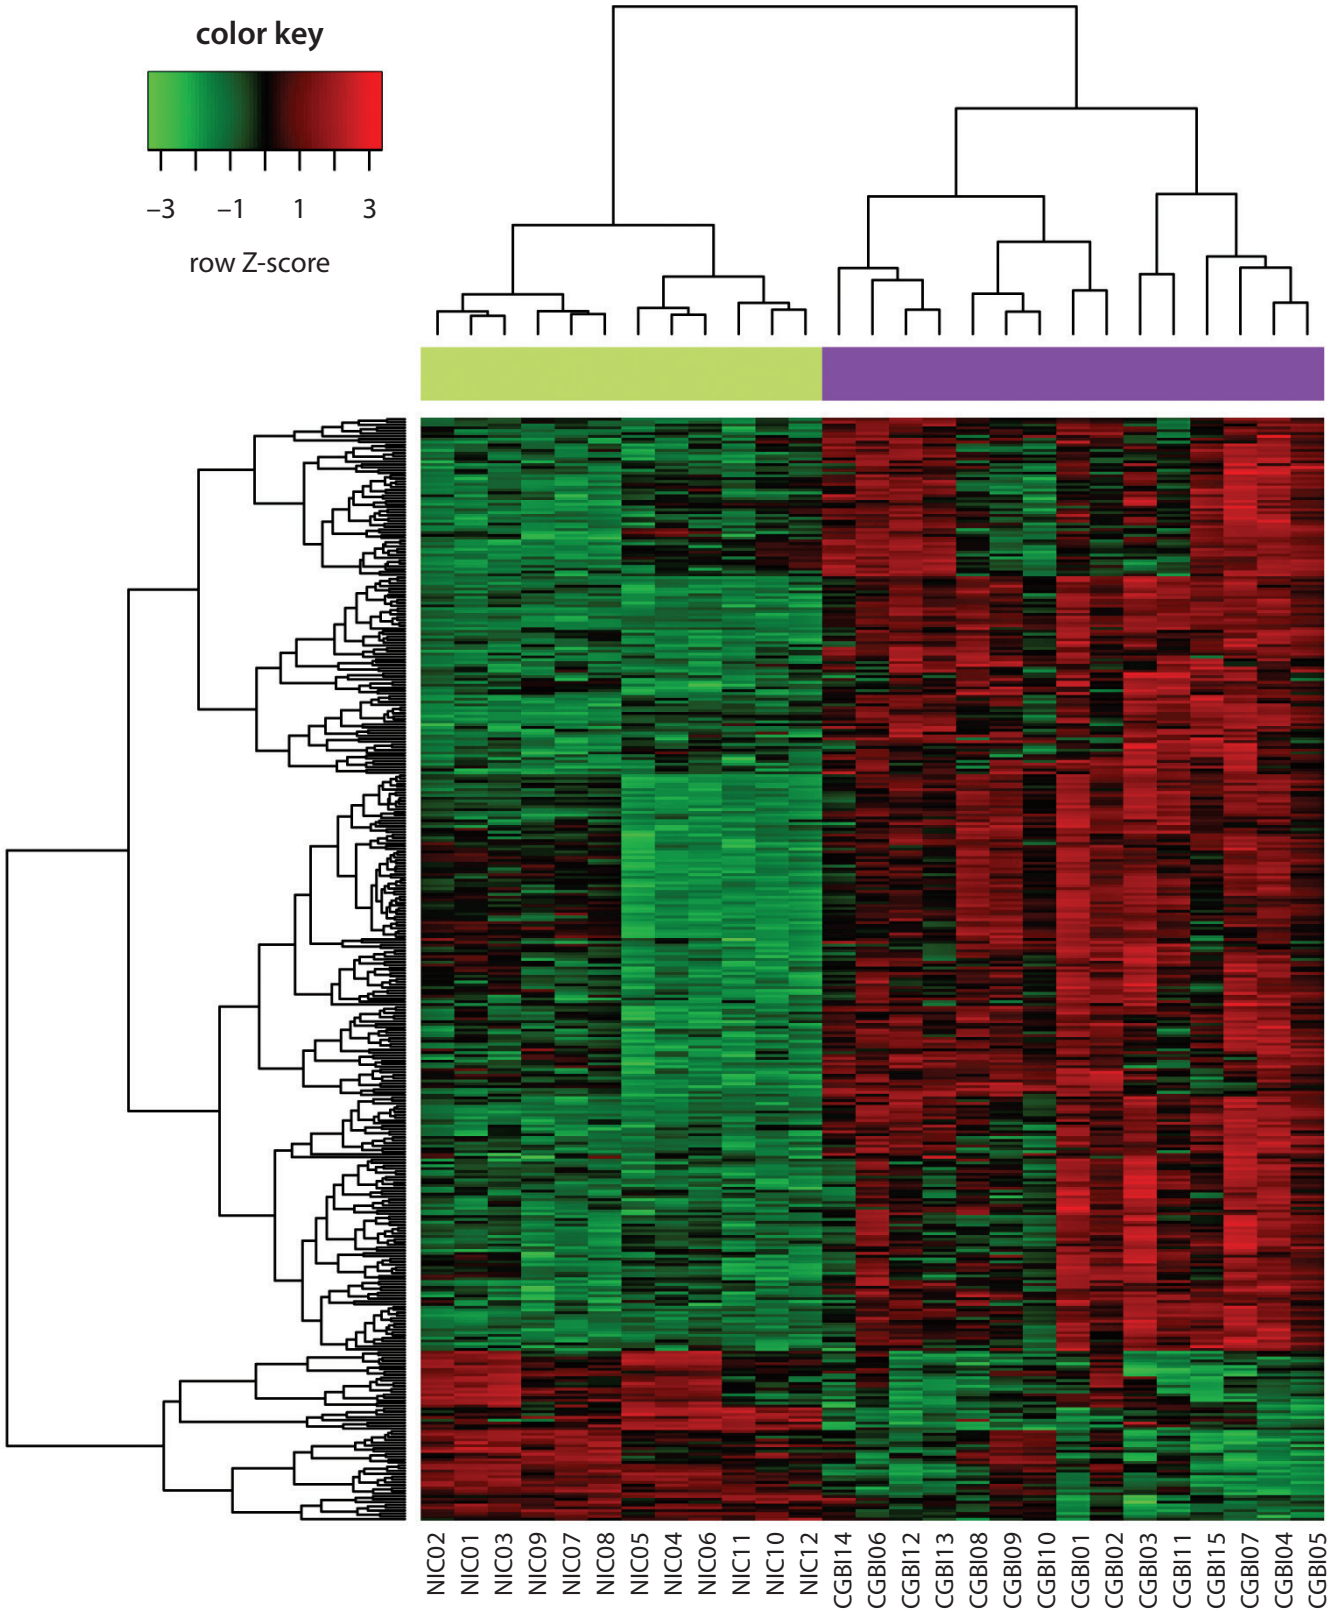 color key
–3 –1 1 3
row Z-score
NIC02
NIC01
NIC03
NIC09
NIC07
NIC08
NIC05
NIC04
NIC06
NIC11
NIC10
NIC12
CGBI14
CGBI06
CGBI12
CGBI13
CGBI08
CGBI09
CGBI10
CGBI01
CGBI02
CGBI03
CGBI11
CGBI15
CGBI07
CGBI04
CGBI05